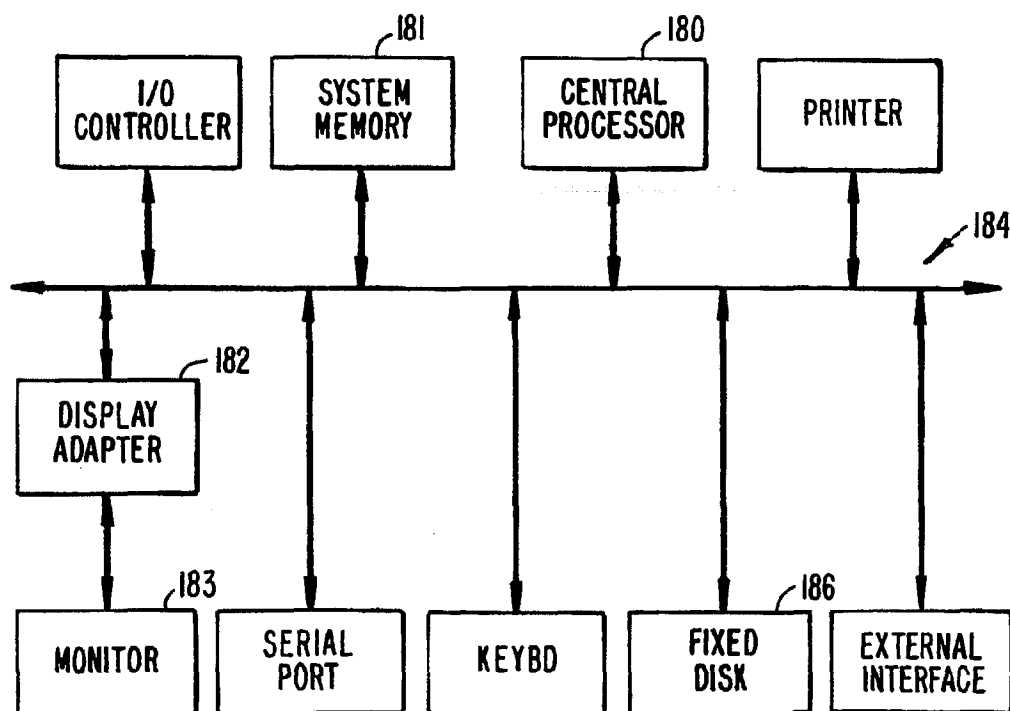 181
180
I/O
CONTROLLER
SYSTEM
MEMORY
CENTRAL
PROCESSOR
PRINTER
184
182
DISPLAY
ADAPTER
183
186
MONITOR
SERIAL
PORT
KEYBD
FIXED
DISK
EXTERNAL
INTERFACE